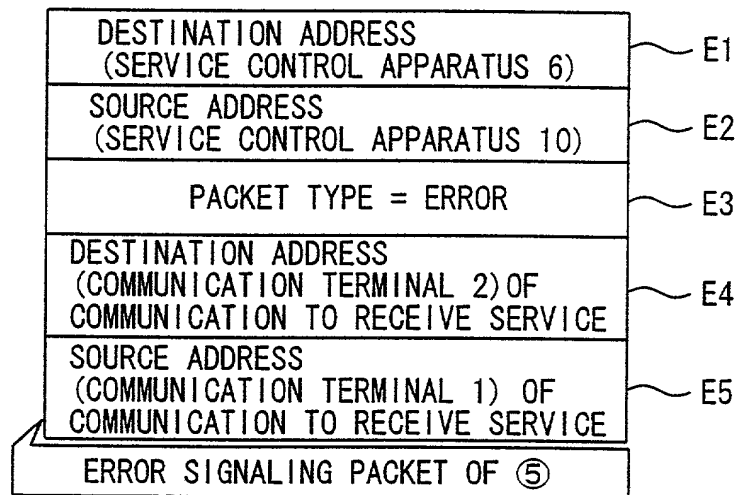 DESTINATION ADDRESS
(SERVICE CONTROL APPARATUS 6)
E1
SOURCE ADDRESS
(SERVICE CONTROL APPARATUS 10)
E2
PACKET TYPE = ERROR
E3
DESTINATION ADDRESS
(COMMUNICATION TERMINAL 2)OF
COMMUNICATION TO RECEIVE SERVICE
E4
SOURCE ADDRESS
(COMMUNICATION TERMINAL 1) OF
COMMUNICATION TO RECEIVE SERVICE
E5
ERROR SIGNALING PACKET OF ⑤